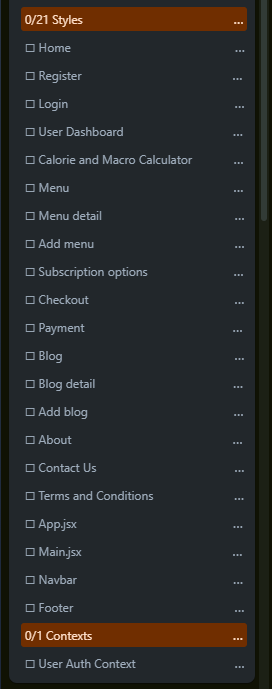 0/21 Styles ...
☐ Home ...
☐ Register ...
☐ Login ...
☐ User Dashboard ...
☐ Calorie and Macro Calculator ...
☐ Menu ...
☐ Menu detail ...
☐ Add menu ...
☐ Subscription options ...
☐ Checkout ...
☐ Payment ...
☐ Blog ...
☐ Blog detail ...
☐ Add blog ...
☐ About ...
☐ Contact Us ...
☐ Terms and Conditions ...
☐ App.jsx ...
☐ Main.jsx ...
☐ Navbar ...
☐ Footer ...
0/1 Contexts ...
☐ User Auth Context ...